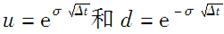 u = e^{σ√Δt} 和 d = e^{-σ√Δt}